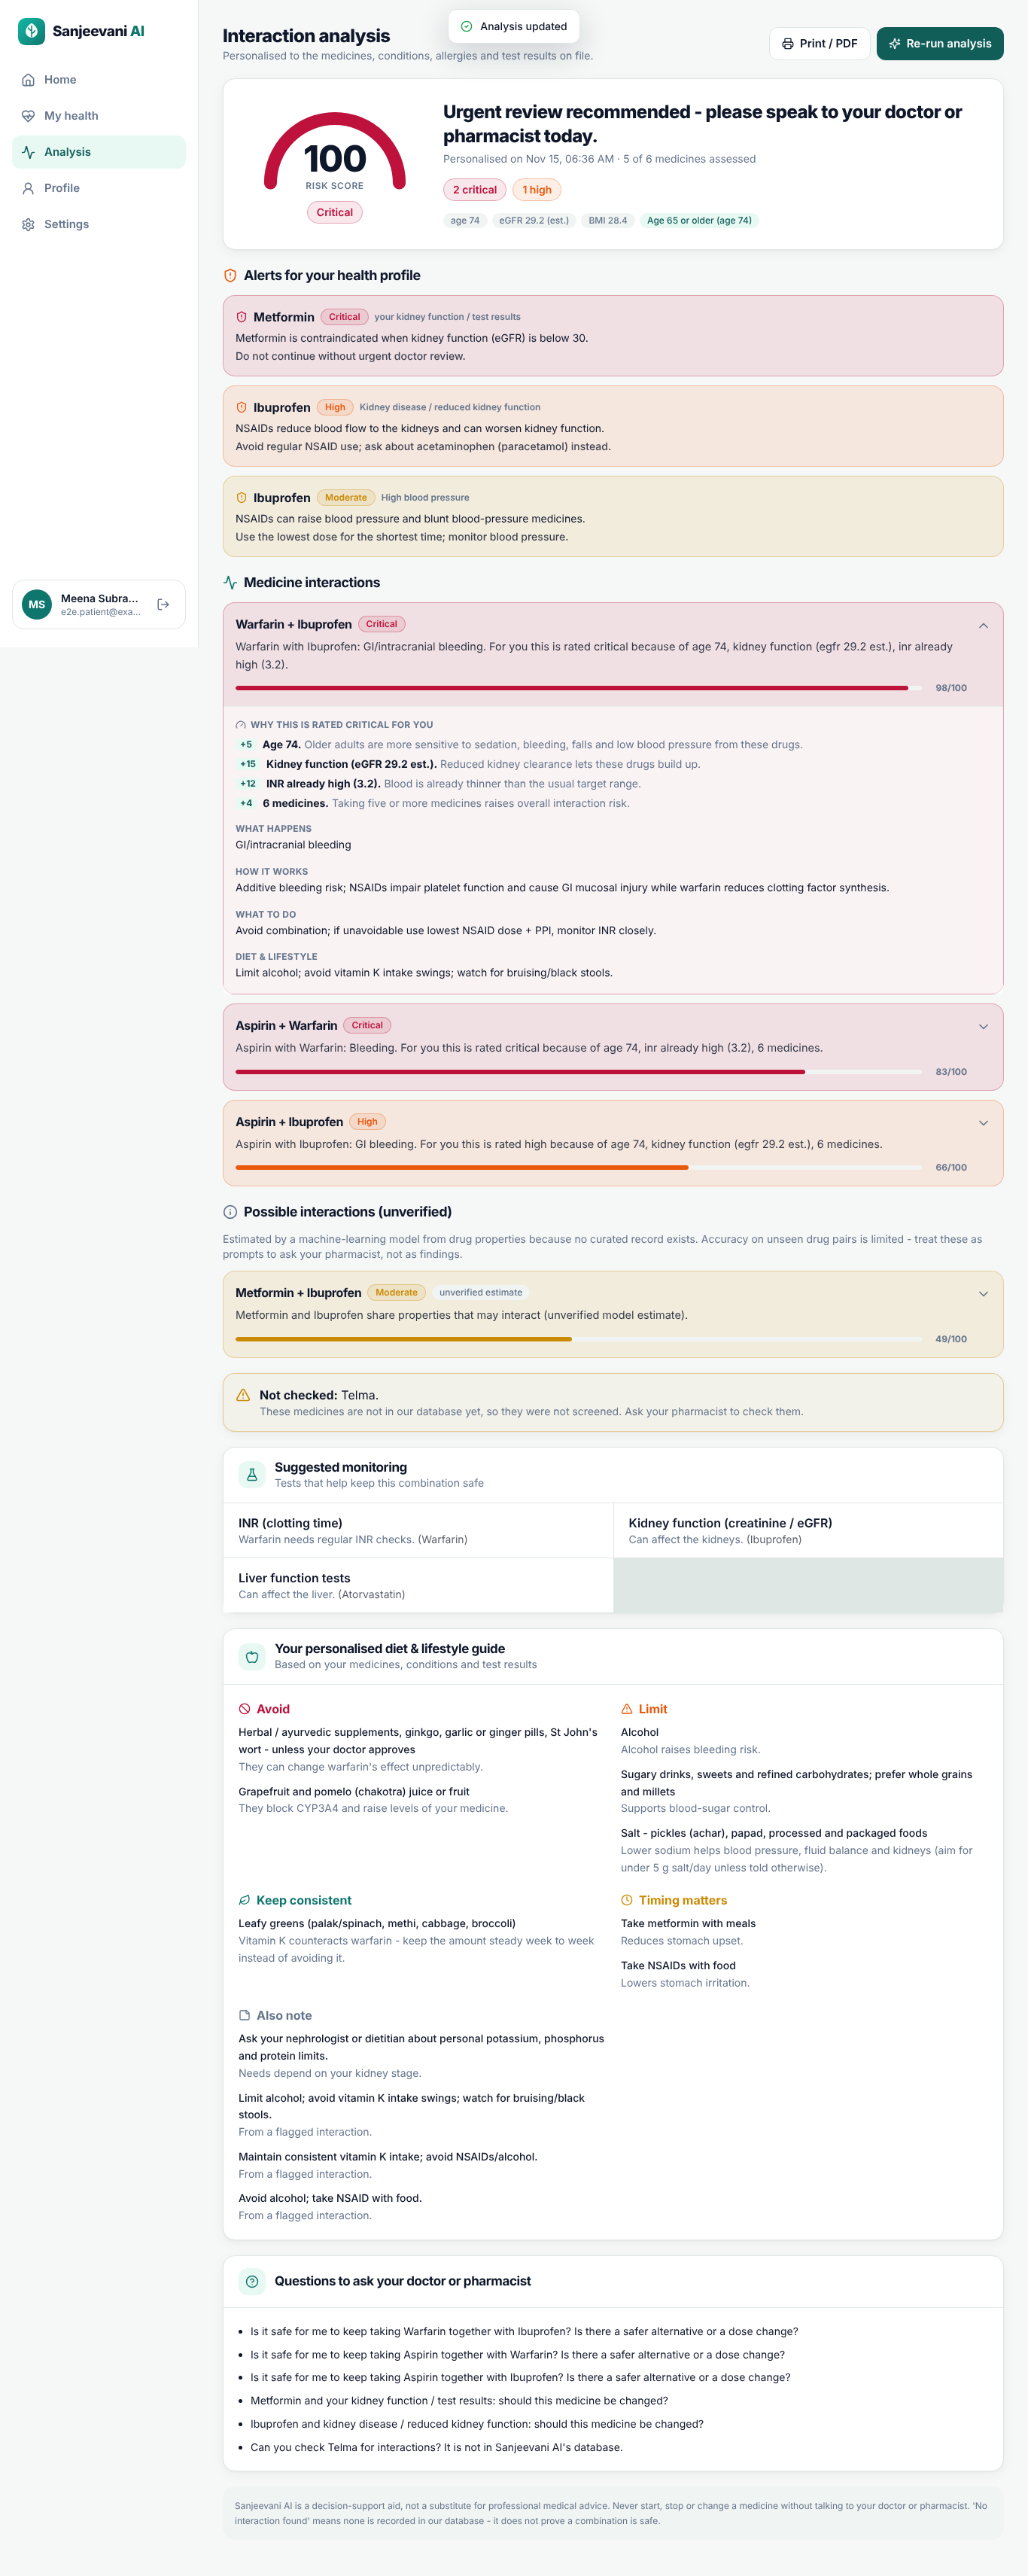 Sanjeevani AI
Home
My health
Analysis
Profile
Settings
MS
Meena Subra...
e2e.patient@exa...
Analysis updated
Interaction analysis
Personalised to the medicines, conditions, allergies and test results on file.
Print / PDF
Re-run analysis
100
RISK SCORE
Critical
Urgent review recommended - please speak to your doctor or
pharmacist today.
Personalised on Nov 15, 06:36 AM · 5 of 6 medicines assessed
2 critical
1 high
age 74
eGFR 29.2 (est.)
BMI 28.4
Age 65 or older (age 74)
Alerts for your health profile
Metformin
Critical
your kidney function / test results
Metformin is contraindicated when kidney function (eGFR) is below 30.
Do not continue without urgent doctor review.
Ibuprofen
High
Kidney disease / reduced kidney function
NSAIDs reduce blood flow to the kidneys and can worsen kidney function.
Avoid regular NSAID use; ask about acetaminophen (paracetamol) instead.
Ibuprofen
Moderate
High blood pressure
NSAIDs can raise blood pressure and blunt blood-pressure medicines.
Use the lowest dose for the shortest time; monitor blood pressure.
Medicine interactions
Warfarin + Ibuprofen
Critical
Warfarin with Ibuprofen: GI/intracranial bleeding. For you this is rated critical because of age 74, kidney function (egfr 29.2 est.), inr already
high (3.2).
98/100
WHY THIS IS RATED CRITICAL FOR YOU
+5 Age 74. Older adults are more sensitive to sedation, bleeding, falls and low blood pressure from these drugs.
+15 Kidney function (eGFR 29.2 est.). Reduced kidney clearance lets these drugs build up.
+12 INR already high (3.2). Blood is already thinner than the usual target range.
+4 6 medicines. Taking five or more medicines raises overall interaction risk.
WHAT HAPPENS
GI/intracranial bleeding
HOW IT WORKS
Additive bleeding risk; NSAIDs impair platelet function and cause GI mucosal injury while warfarin reduces clotting factor synthesis.
WHAT TO DO
Avoid combination; if unavoidable use lowest NSAID dose + PPI, monitor INR closely.
DIET & LIFESTYLE
Limit alcohol; avoid vitamin K intake swings; watch for bruising/black stools.
Aspirin + Warfarin
Critical
Aspirin with Warfarin: Bleeding. For you this is rated critical because of age 74, inr already high (3.2), 6 medicines.
83/100
Aspirin + Ibuprofen
High
Aspirin with Ibuprofen: GI bleeding. For you this is rated high because of age 74, kidney function (egfr 29.2 est.), 6 medicines.
66/100
Possible interactions (unverified)
Estimated by a machine-learning model from drug properties because no curated record exists. Accuracy on unseen drug pairs is limited - treat these as
prompts to ask your pharmacist, not as findings.
Metformin + Ibuprofen
Moderate
unverified estimate
Metformin and Ibuprofen share properties that may interact (unverified model estimate).
49/100
Not checked: Telma.
These medicines are not in our database yet, so they were not screened. Ask your pharmacist to check them.
Suggested monitoring
Tests that help keep this combination safe
INR (clotting time)
Warfarin needs regular INR checks. (Warfarin)
Kidney function (creatinine / eGFR)
Can affect the kidneys. (Ibuprofen)
Liver function tests
Can affect the liver. (Atorvastatin)
Your personalised diet & lifestyle guide
Based on your medicines, conditions and test results
Avoid
Herbal / ayurvedic supplements, ginkgo, garlic or ginger pills, St John's
wort - unless your doctor approves
They can change warfarin's effect unpredictably.
Grapefruit and pomelo (chakotra) juice or fruit
They block CYP3A4 and raise levels of your medicine.
Limit
Alcohol
Alcohol raises bleeding risk.
Sugary drinks, sweets and refined carbohydrates; prefer whole grains
and millets
Supports blood-sugar control.
Salt - pickles (achar), papad, processed and packaged foods
Lower sodium helps blood pressure, fluid balance and kidneys (aim for
under 5 g salt/day unless told otherwise).
Keep consistent
Leafy greens (palak/spinach, methi, cabbage, broccoli)
Vitamin K counteracts warfarin - keep the amount steady week to week
instead of avoiding it.
Timing matters
Take metformin with meals
Reduces stomach upset.
Take NSAIDs with food
Lowers stomach irritation.
Also note
Ask your nephrologist or dietitian about personal potassium, phosphorus
and protein limits.
Needs depend on your kidney stage.
Limit alcohol; avoid vitamin K intake swings; watch for bruising/black
stools.
From a flagged interaction.
Maintain consistent vitamin K intake; avoid NSAIDs/alcohol.
From a flagged interaction.
Avoid alcohol; take NSAID with food.
From a flagged interaction.
Questions to ask your doctor or pharmacist
• Is it safe for me to keep taking Warfarin together with Ibuprofen? Is there a safer alternative or a dose change?
• Is it safe for me to keep taking Aspirin together with Warfarin? Is there a safer alternative or a dose change?
• Is it safe for me to keep taking Aspirin together with Ibuprofen? Is there a safer alternative or a dose change?
• Metformin and your kidney function / test results: should this medicine be changed?
• Ibuprofen and kidney disease / reduced kidney function: should this medicine be changed?
• Can you check Telma for interactions? It is not in Sanjeevani AI's database.
Sanjeevani AI is a decision-support aid, not a substitute for professional medical advice. Never start, stop or change a medicine without talking to your doctor or pharmacist. 'No
interaction found' means none is recorded in our database - it does not prove a combination is safe.